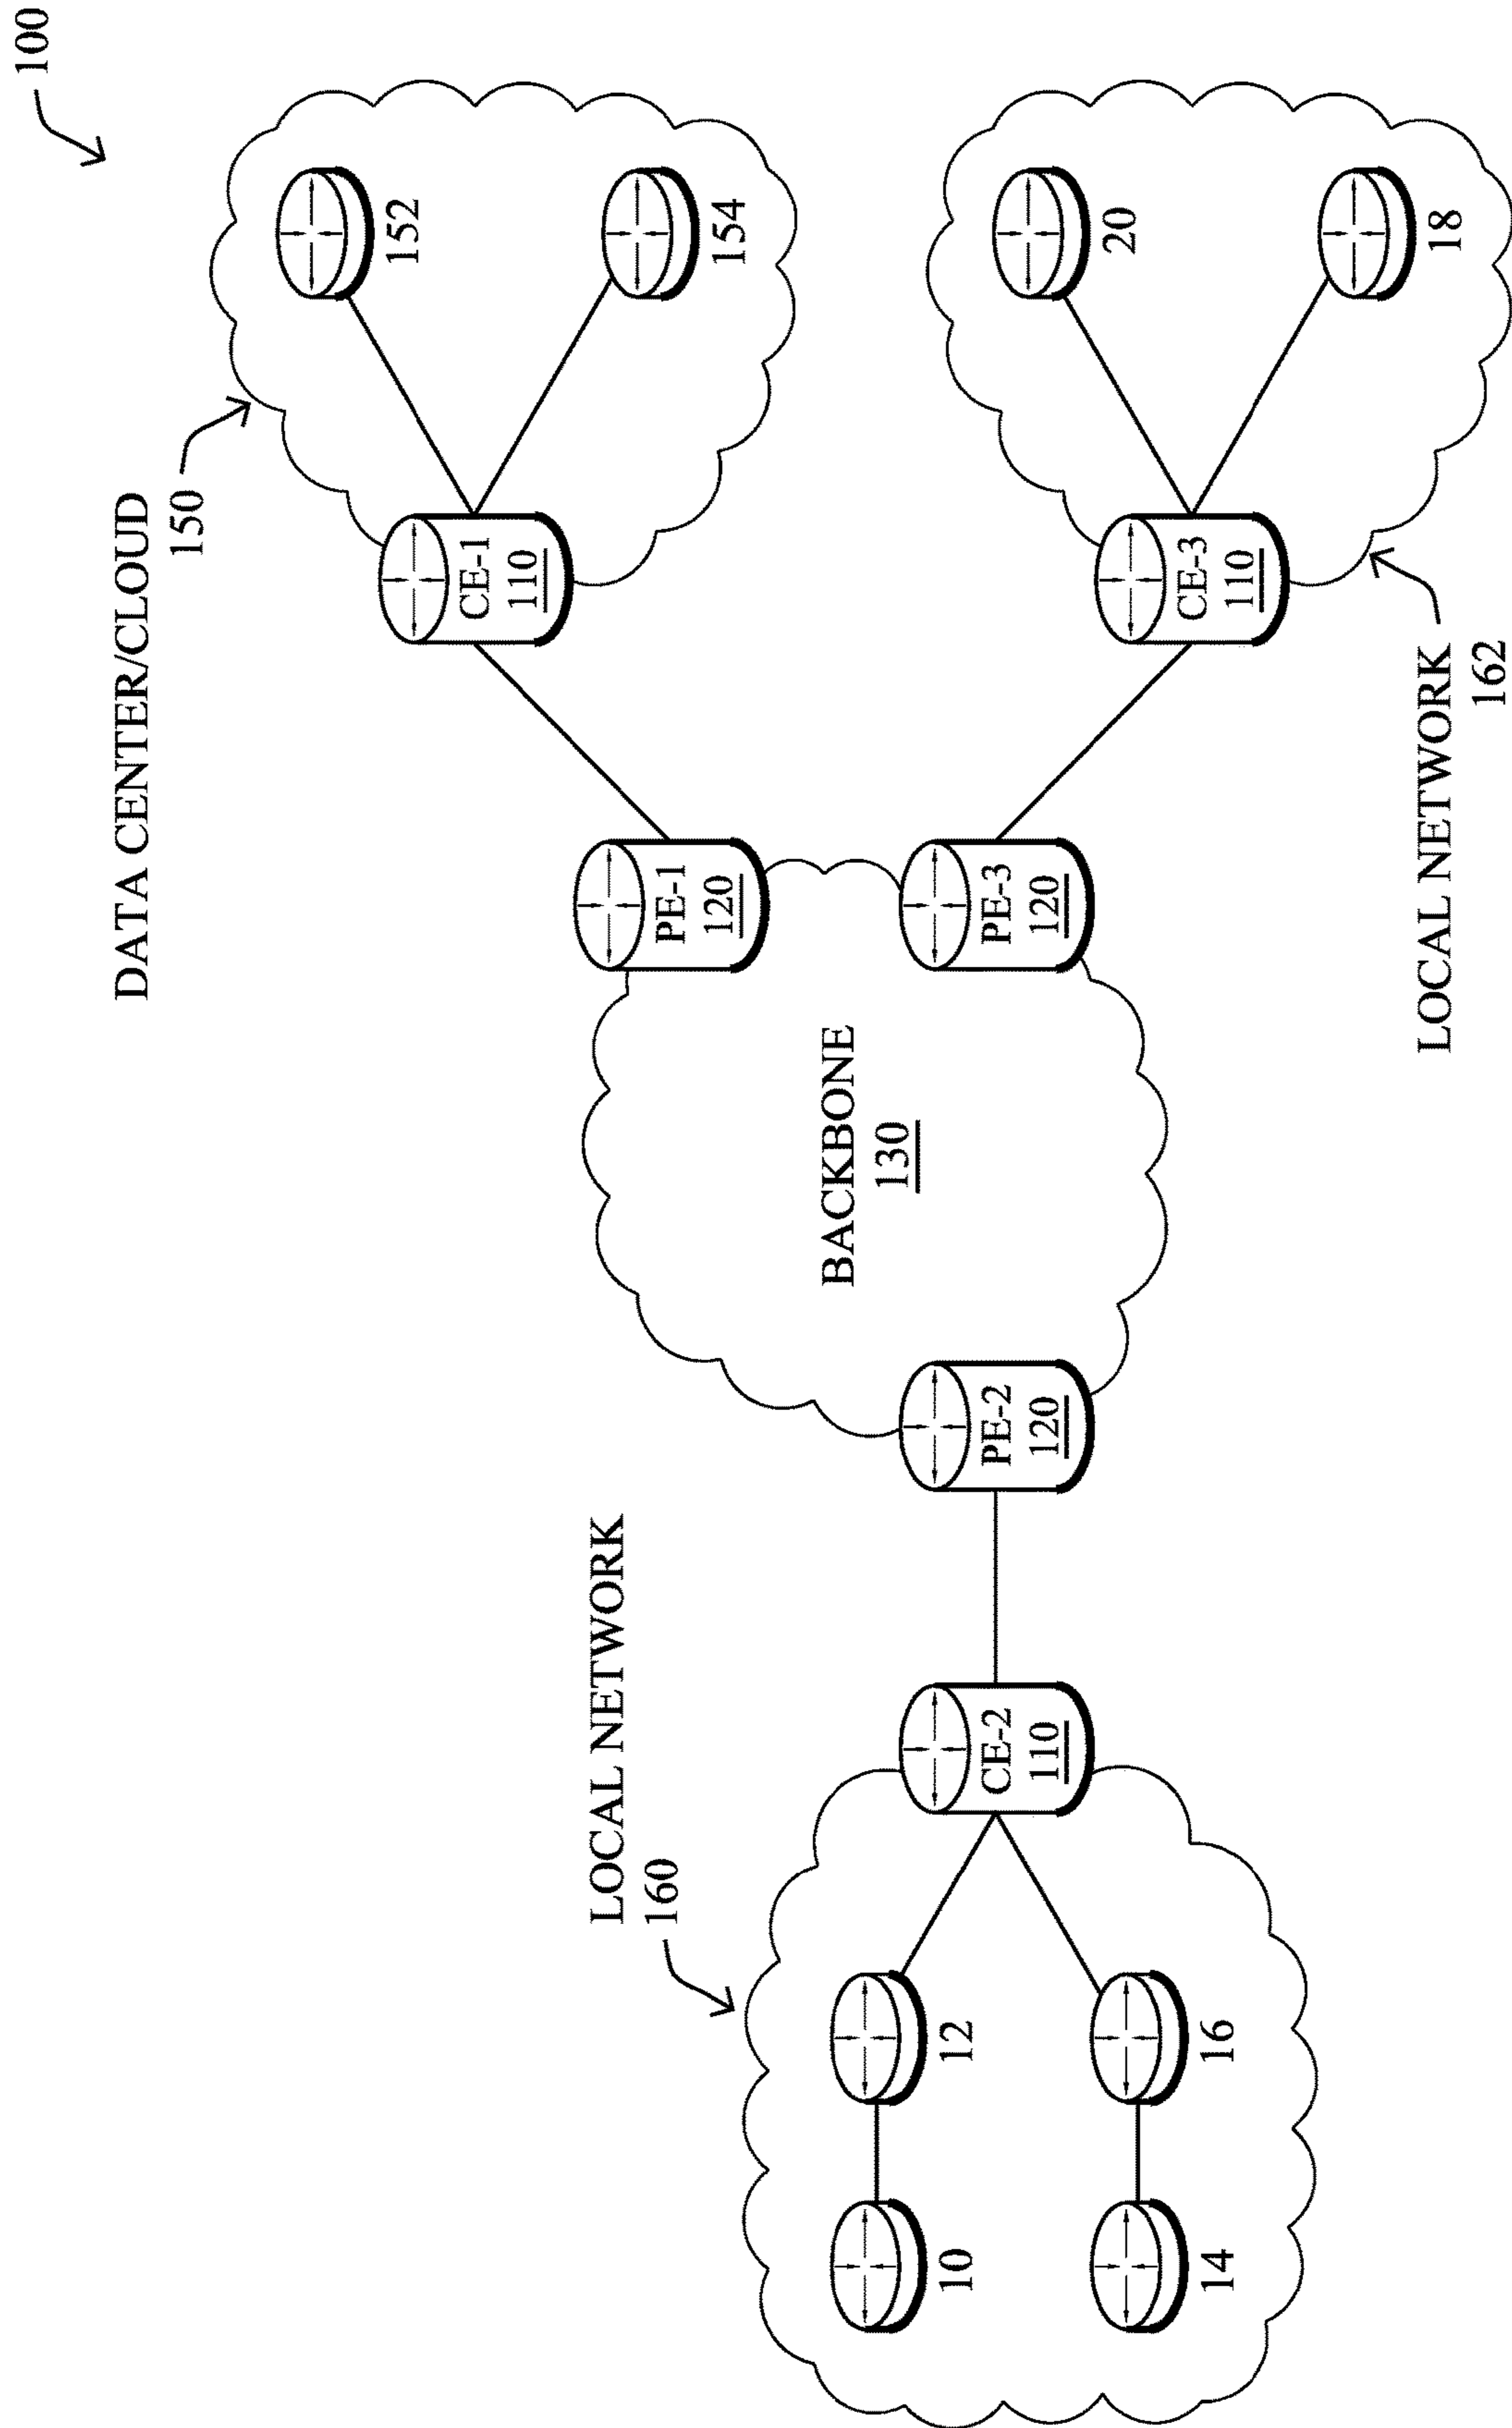 100
DATA CENTER/CLOUD
150
152
CE-1
110
154
PE-1
120
LOCAL NETWORK
160
BACKBONE
130
10
12
CE-2
110
PE-2
120
PE-3
120
20
14
16
CE-3
110
18
LOCAL NETWORK
162